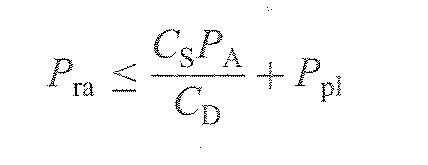 P_ra ≤ C_S P_A / C_D + P_pl